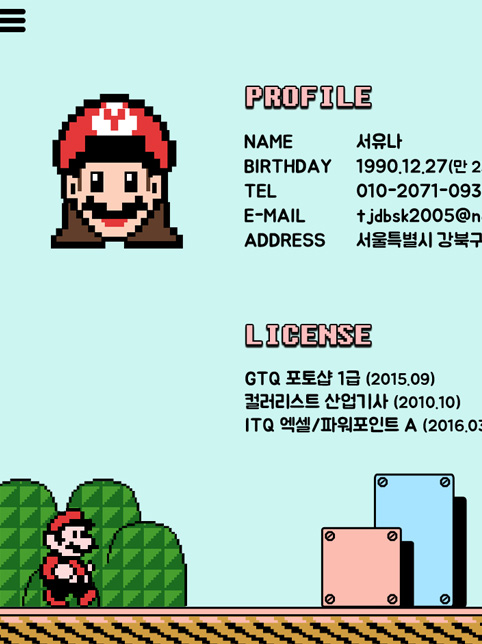 PROFILE
NAME 서유나
BIRTHDAY 1990.12.27(만 2
TEL 010-2071-093
E-MAIL tjdbsk2005@n
ADDRESS 서울특별시 강북구
LICENSE
GTQ 포토샵 1급 (2015.09)
컬러리스트 산업기사 (2010.10)
ITQ 엑셀/파워포인트 A (2016.03